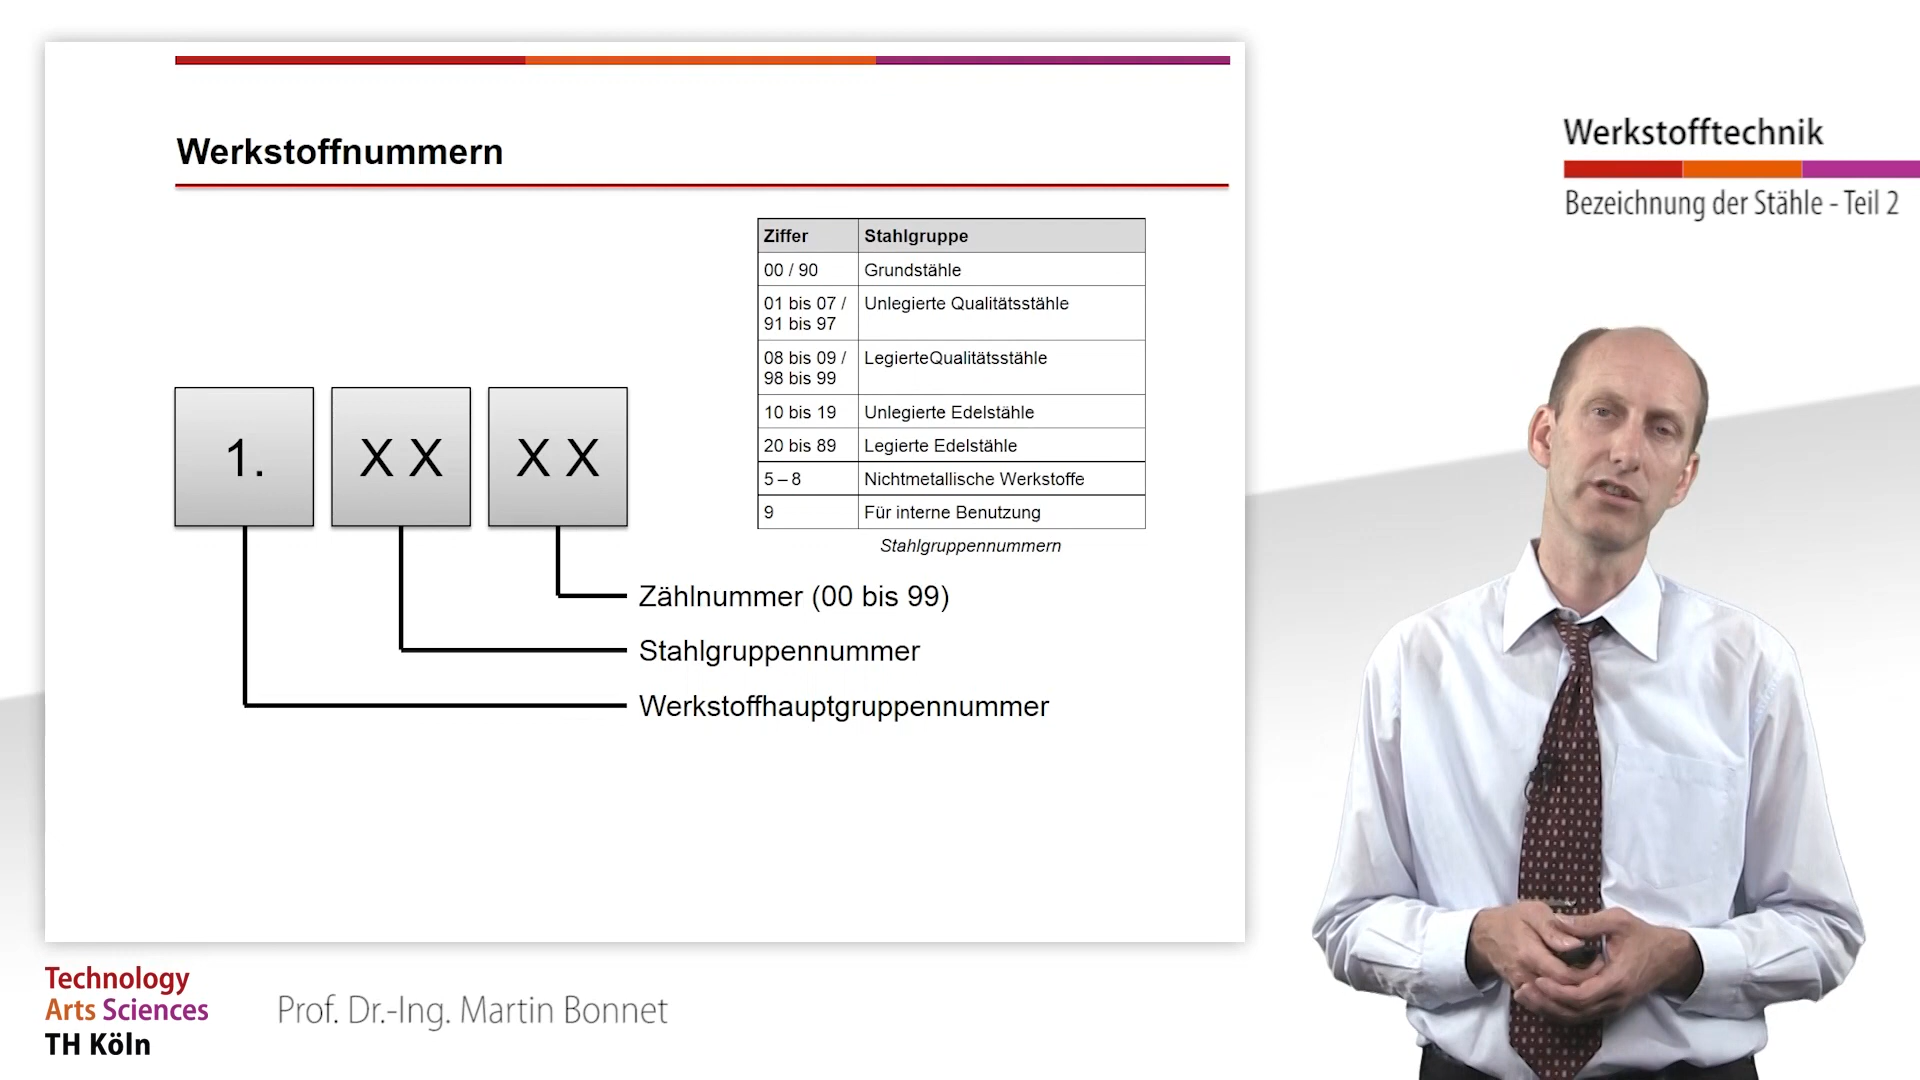 Werkstoffnummern
Ziffer Stahlgruppe
00 / 90 Grundstähle
01 bis 07 / Unlegierte Qualitätsstähle
91 bis 97
08 bis 09 / LegierteQualitätsstähle
98 bis 99
10 bis 19 Unlegierte Edelstähle
20 bis 89 Legierte Edelstähle
5 – 8 Nichtmetallische Werkstoffe
9 Für interne Benutzung
Stahlgruppennummern
1. X X X X
Zählnummer (00 bis 99)
Stahlgruppennummer
Werkstoffhauptgruppennummer
Werkstofftechnik
Bezeichnung der Stähle - Teil 2
Technology
Arts Sciences
TH Köln
Prof. Dr.-Ing. Martin Bonnet